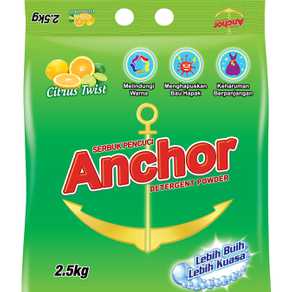 2.5kg
Anchor
Citrus Twist
Melindungi
Warna
Menghapuskan
Bau Hapak
Keharuman
Berpanjangan
SERBUK PENCUCI
Anchor
DETERGENT POWDER
Lebih Buih
Lebih Kuasa
2.5kg